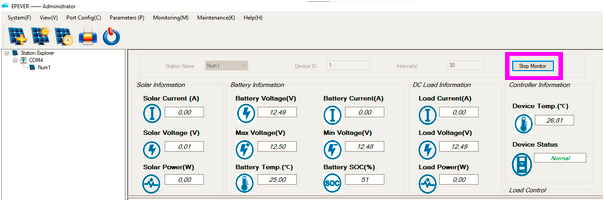 EPEVER —— Administrator
System(F) View(V) Port Config(C) Parameters (P) Monitoring(M) Maintenance(K) Help(H)
Station Explorer
COM4
Num1
Station Name Num1 Device ID 1 Interval(s) 30 Stop Monitor
Solar Information Battery Information DC Load Information Controller Information
Solar Current (A) Battery Voltage(V) Battery Current(A) Load Current(A)
0,00 12,49 0,00 0,00
Device Temp.(℃)
26,81
Solar Voltage (V) Max Voltage(V) Min Voltage(V) Load Voltage(V)
0,01 12,50 12,48 12,49
Device Status
Normal
Solar Power(W) Battery Temp.(℃) Battery SOC(%) Load Power(W)
0,00 25,00 SOC 51 0,00
Load Control